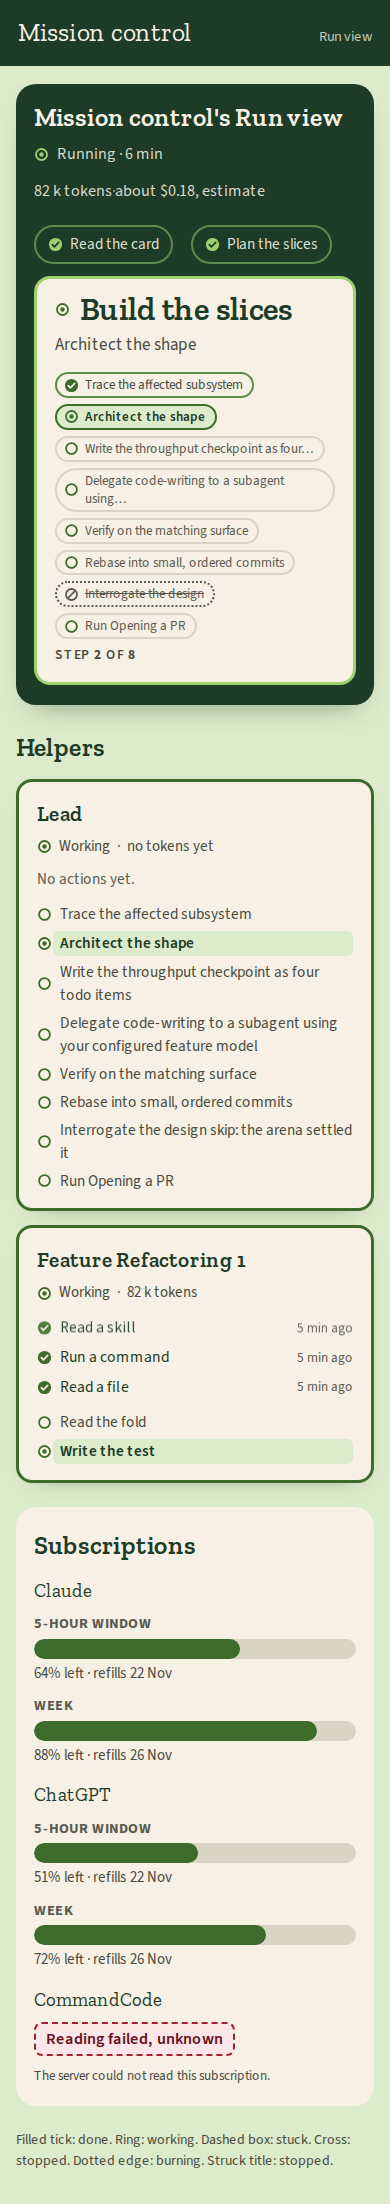 Mission control
Run view
Mission control's Run view
Running · 6 min
82 k tokens·about $0.18, estimate
Read the card
Plan the slices
Build the slices
Architect the shape
Trace the affected subsystem
Architect the shape
Write the throughput checkpoint as four…
Delegate code-writing to a subagent
using…
Verify on the matching surface
Rebase into small, ordered commits
Interrogate the design
Run Opening a PR
STEP 2 OF 8
Helpers
Lead
Working · no tokens yet
No actions yet.
Trace the affected subsystem
Architect the shape
Write the throughput checkpoint as four
todo items
Delegate code-writing to a subagent using
your configured feature model
Verify on the matching surface
Rebase into small, ordered commits
Interrogate the design skip: the arena settled
it
Run Opening a PR
Feature Refactoring 1
Working · 82 k tokens
Read a skill 5 min ago
Run a command 5 min ago
Read a file 5 min ago
Read the fold
Write the test
Subscriptions
Claude
5-HOUR WINDOW
64% left · refills 22 Nov
WEEK
88% left · refills 26 Nov
ChatGPT
5-HOUR WINDOW
51% left · refills 22 Nov
WEEK
72% left · refills 26 Nov
CommandCode
Reading failed, unknown
The server could not read this subscription.
Filled tick: done. Ring: working. Dashed box: stuck. Cross:
stopped. Dotted edge: burning. Struck title: stopped.